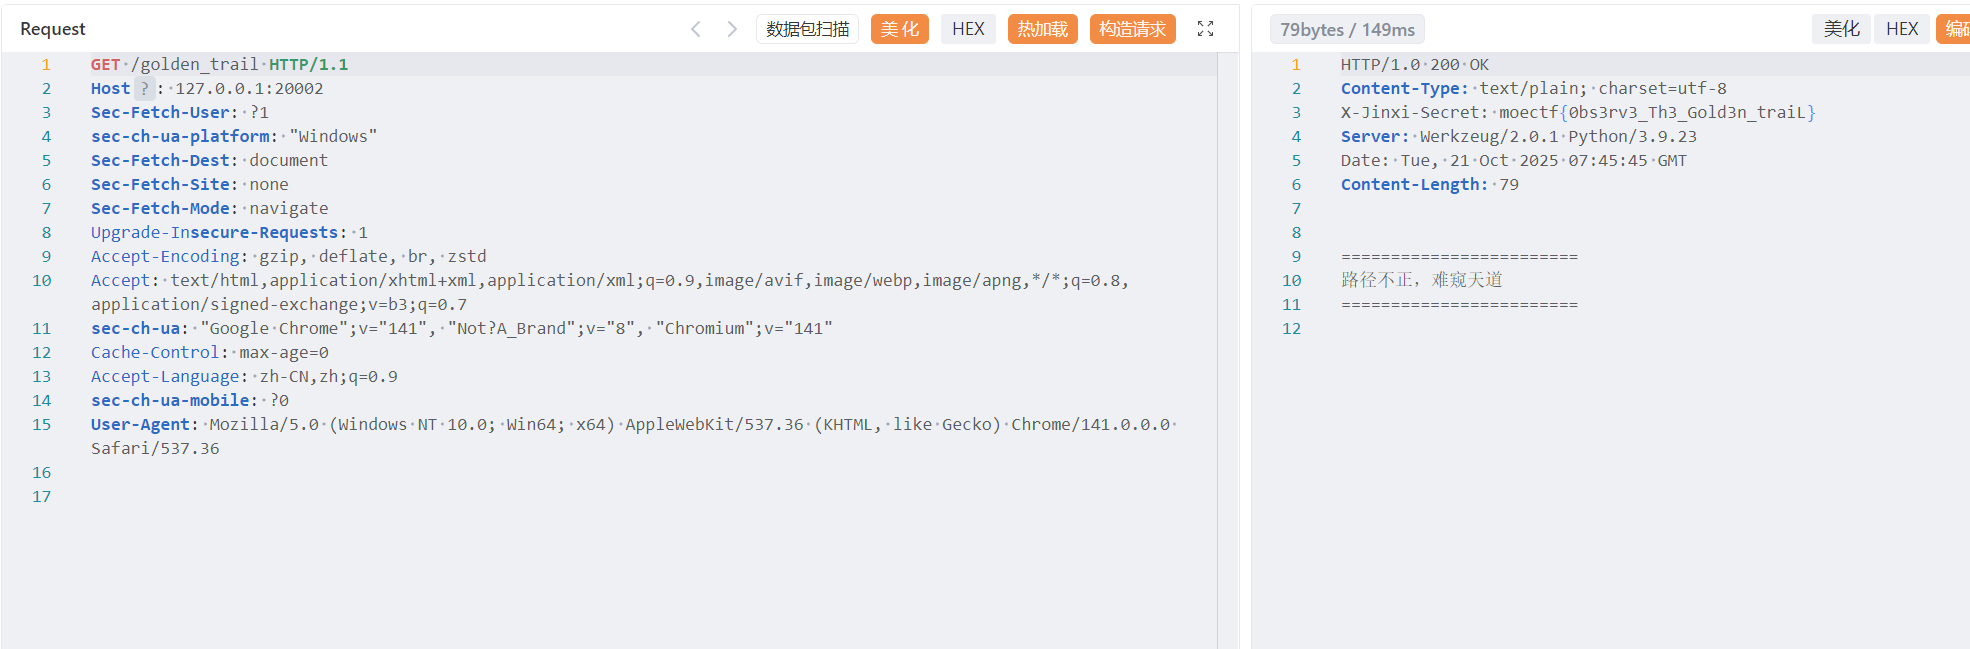 Request
数据包扫描
美化
HEX
热加载
构造请求
1 GET /golden_trail HTTP/1.1
2 Host ? : 127.0.0.1:20002
3 Sec-Fetch-User: ?1
4 sec-ch-ua-platform: "Windows"
5 Sec-Fetch-Dest: document
6 Sec-Fetch-Site: none
7 Sec-Fetch-Mode: navigate
8 Upgrade-Insecure-Requests: 1
9 Accept-Encoding: gzip, deflate, br, zstd
10 Accept: text/html,application/xhtml+xml,application/xml;q=0.9,image/avif,image/webp,image/apng,*/*;q=0.8,
application/signed-exchange;v=b3;q=0.7
11 sec-ch-ua: "Google Chrome";v="141", "Not?A_Brand";v="8", "Chromium";v="141"
12 Cache-Control: max-age=0
13 Accept-Language: zh-CN,zh;q=0.9
14 sec-ch-ua-mobile: ?0
15 User-Agent: Mozilla/5.0 (Windows NT 10.0; Win64; x64) AppleWebKit/537.36 (KHTML, like Gecko) Chrome/141.0.0.0
Safari/537.36
16
17
79bytes / 149ms
美化
HEX
1 HTTP/1.0 200 OK
2 Content-Type: text/plain; charset=utf-8
3 X-Jinxi-Secret: moectf{0bs3rv3_Th3_Gold3n_traiL}
4 Server: Werkzeug/2.0.1 Python/3.9.23
5 Date: Tue, 21 Oct 2025 07:45:45 GMT
6 Content-Length: 79
7
8
9 ========================
10 路径不正，难窥天道
11 ========================
12